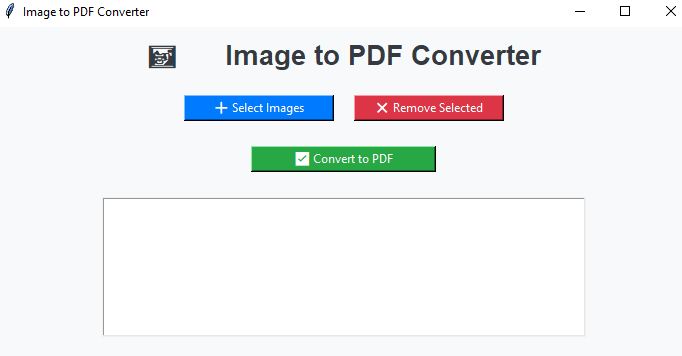 Image to PDF Converter
Image to PDF Converter
Select Images
Remove Selected
Convert to PDF